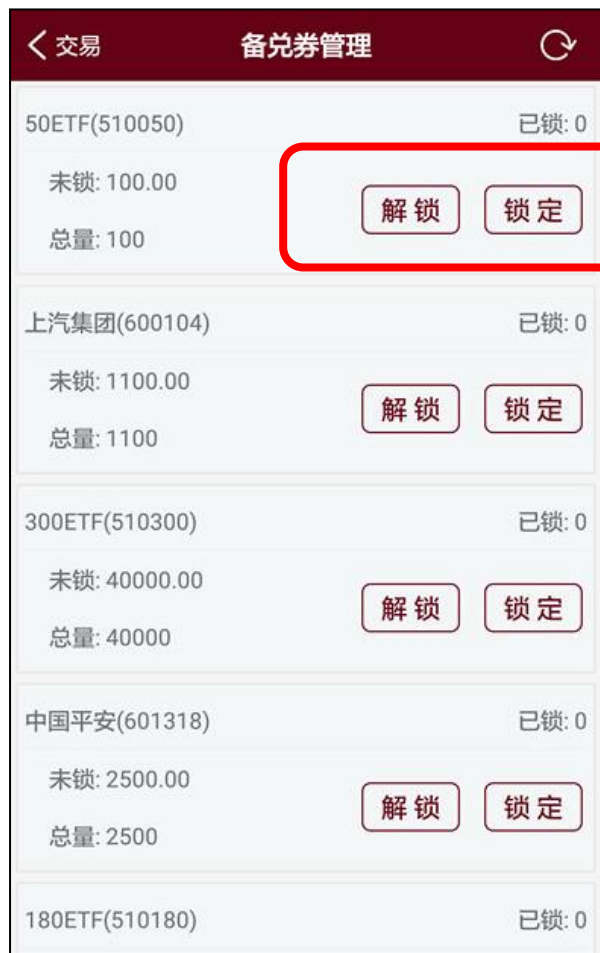 交易 备兑券管理
50ETF(510050) 已锁: 0
未锁: 100.00
解锁 锁定
总量: 100
上汽集团(600104) 已锁: 0
未锁: 1100.00
解锁 锁定
总量: 1100
300ETF(510300) 已锁: 0
未锁: 40000.00
解锁 锁定
总量: 40000
中国平安(601318) 已锁: 0
未锁: 2500.00
解锁 锁定
总量: 2500
180ETF(510180) 已锁: 0